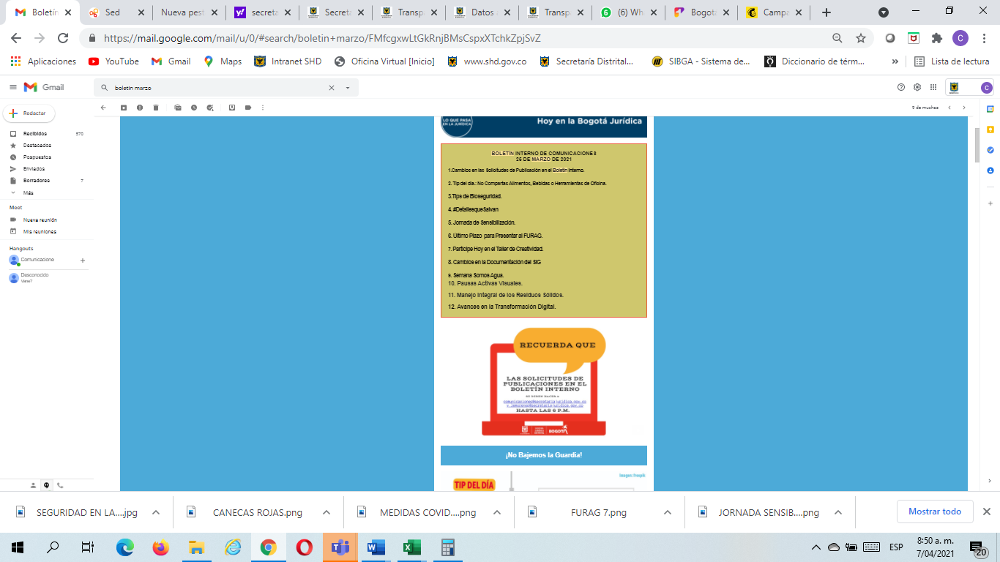 Boletín
Sed
Nueva pest
secreta
Secret
Transp
Datos
Transp
(6) Wh
Bogot
Campa
https://mail.google.com/mail/u/0/#search/boletin+marzo/FMfcgxwLtGkRnjBMsCspxXTchkZpjSvZ
C
Aplicaciones
YouTube
Gmail
Maps
Intranet SHD
Oficina Virtual [Inicio]
www.shd.gov.co
Secretaría Distrital...
SIBGA - Sistema de...
Diccionario de térm...
»
Lista de lectura
Gmail
boletin marzo
C
Redactar
9 de muchas
Recibidos 570
Destacados
Pospuestos
Enviados
Borradores 7
Más
Meet
Nueva reunión
Mis reuniones
Hangouts
Comunicacione
Desconocido
Viene?
LO QUE PASA
EN LA JURÍDICA
Hoy en la Bogotá Jurídica
BOLETÍN INTERNO DE COMUNICACIONES
25 DE MARZO DE 2021
1.Cambios en las Solicitudes de Publicación en el Boletín Interno.
2. Tip del día.: No Compartas Alimentos, Bebidas o Herramientas de Oficina.
3.Tips de Bioseguridad.
4. #DetallesqueSalvan
5. Jornada de Sensibilización.
6. Último Plazo para Presentar al FURAG.
7. Participe Hoy en el Taller de Creatividad.
8. Cambios en la Documentación del SIG
9. Semana Somos Agua.
10. Pausas Activas Visuales.
11. Manejo Integral de los Residuos Sólidos.
12. Avances en la Transformación Digital.
RECUERDA QUE
LAS SOLICITUDES DE
PUBLICACIONES EN EL
BOLETÍN INTERNO
SE DEBEN HACER A
comunicaciones@secretariajuridica.gov.co
HASTA LAS 6 P.M.
BOGOTÁ
¡No Bajemos la Guardia!
Imagen: freepik
TIP DEL DÍA
SEGURIDAD EN LA....jpg
CANECAS ROJAS.png
MEDIDAS COVID....png
FURAG 7.png
JORNADA SENSIB....png
Mostrar todo
ESP
8:50 a. m.
7/04/2021
20